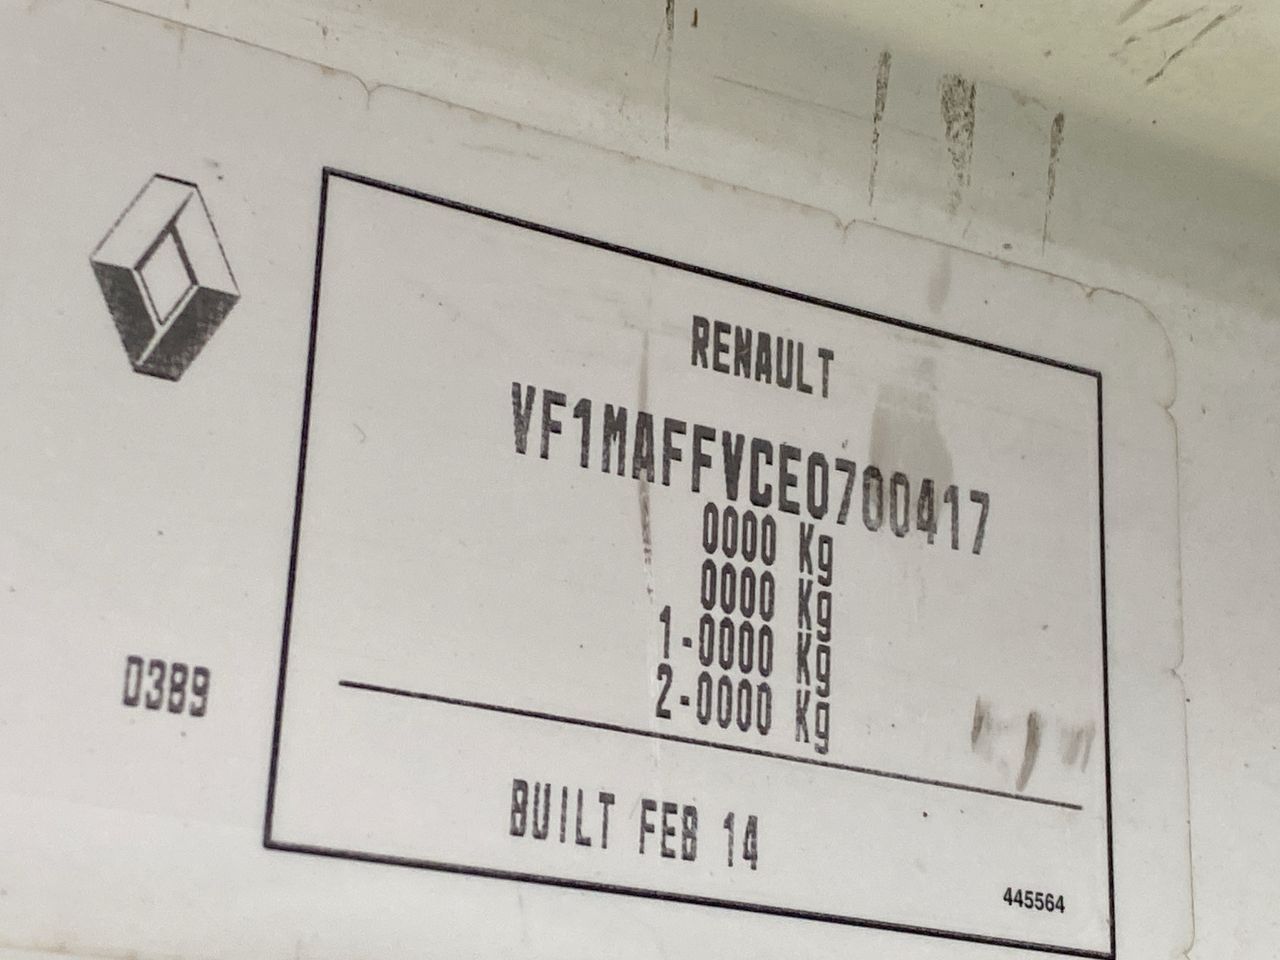 RENAULT
VF1MAFFVCE0700417
0000 Kg
0000 Kg
1-0000 Kg
2-0000 Kg
0389
BUILT FEB 14
445564